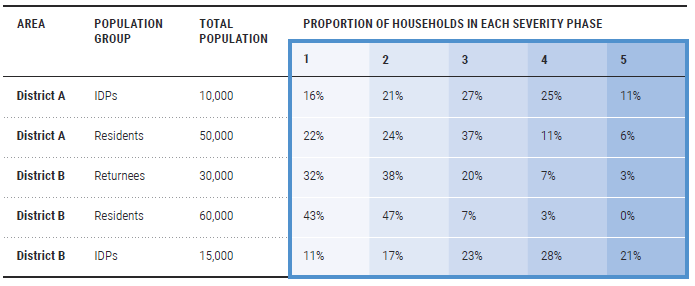 AREA POPULATION GROUP TOTAL POPULATION PROPORTION OF HOUSEHOLDS IN EACH SEVERITY PHASE
1 2 3 4 5
District A IDPs 10,000 16% 21% 27% 25% 11%
District A Residents 50,000 22% 24% 37% 11% 6%
District B Returnees 30,000 32% 38% 20% 7% 3%
District B Residents 60,000 43% 47% 7% 3% 0%
District B IDPs 15,000 11% 17% 23% 28% 21%